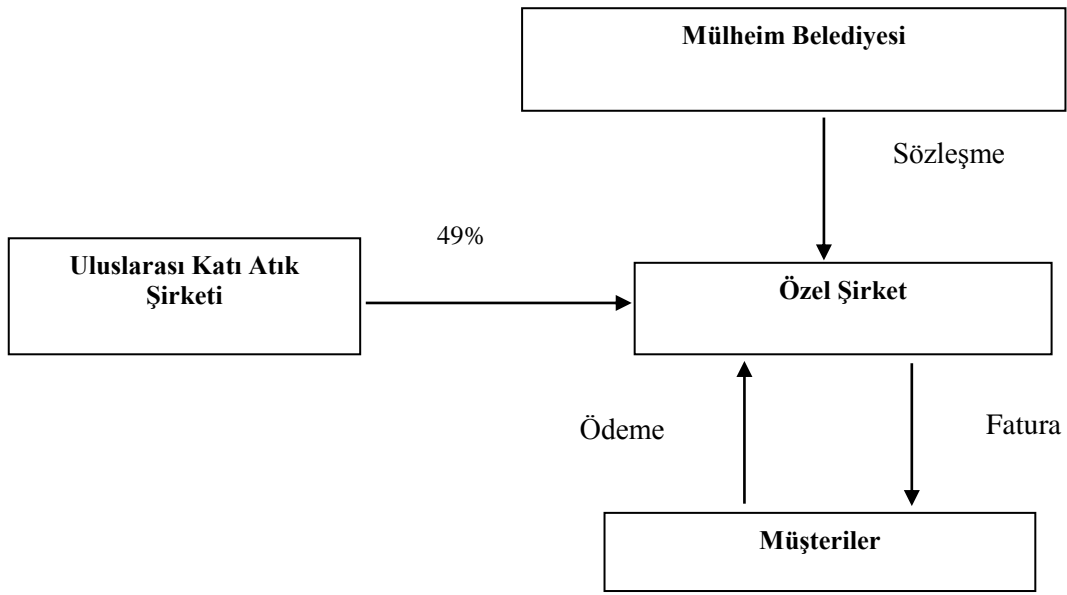 Mülheim Belediyesi
Sözleşme
49%
Uluslarası Katı Atık
Şirketi
Özel Şirket
Ödeme
Fatura
Müşteriler